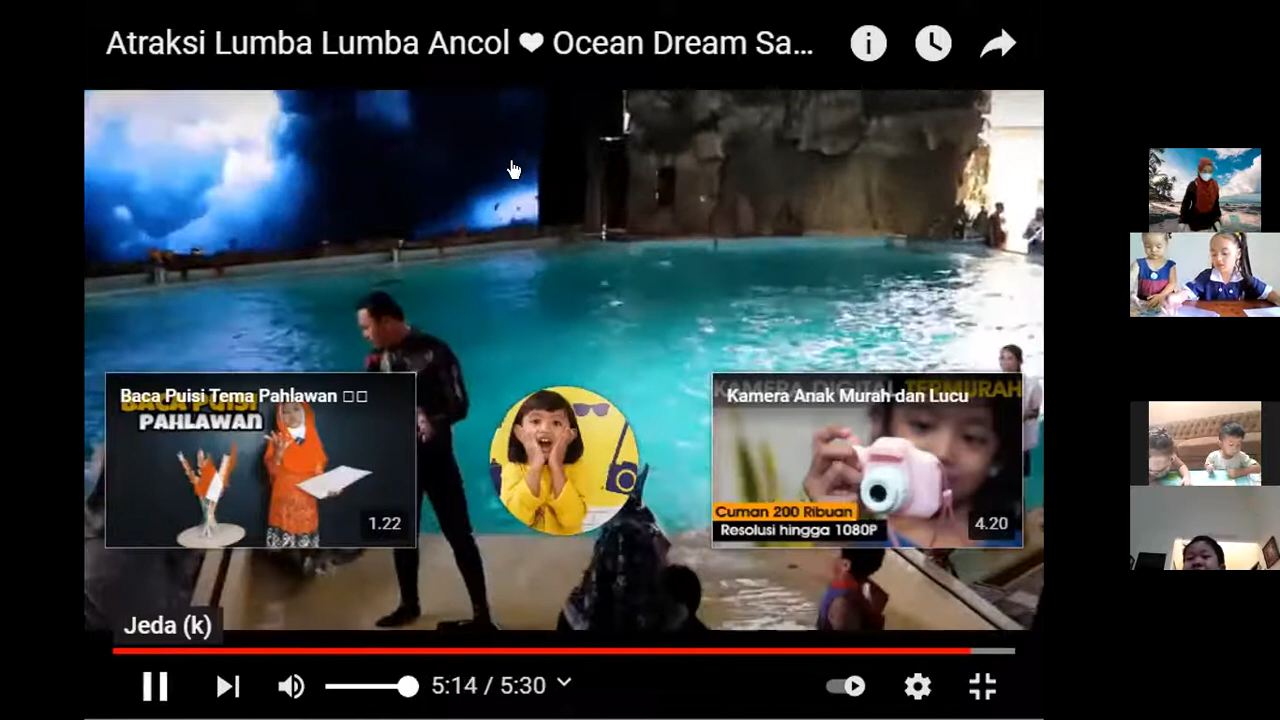 Atraksi Lumba Lumba Ancol ❤ Ocean Dream Sa...
Baca Puisi Tema Pahlawan
BACA PUISI
PAHLAWAN
1.22
KAMERA DIGITAL TERMURAH
Kamera Anak Murah dan Lucu
Cuman 200 Ribuan
Resolusi hingga 1080P
4.20
Jeda (k)
5:14 / 5:30